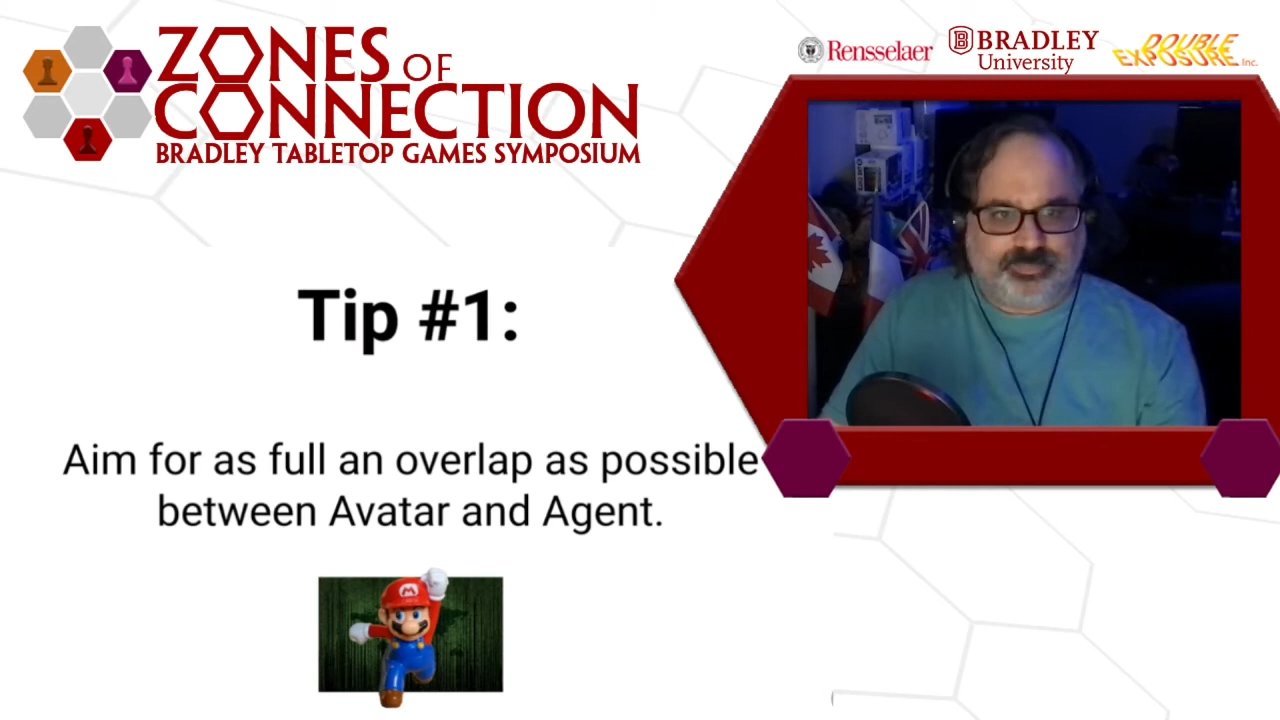 ZONES OF
CONNECTION
BRADLEY TABLETOP GAMES SYMPOSIUM
Rensselaer
BRADLEY
University
DOUBLE
EXPOSURE Inc.
Tip #1:
Aim for as full an overlap as possible
between Avatar and Agent.
M